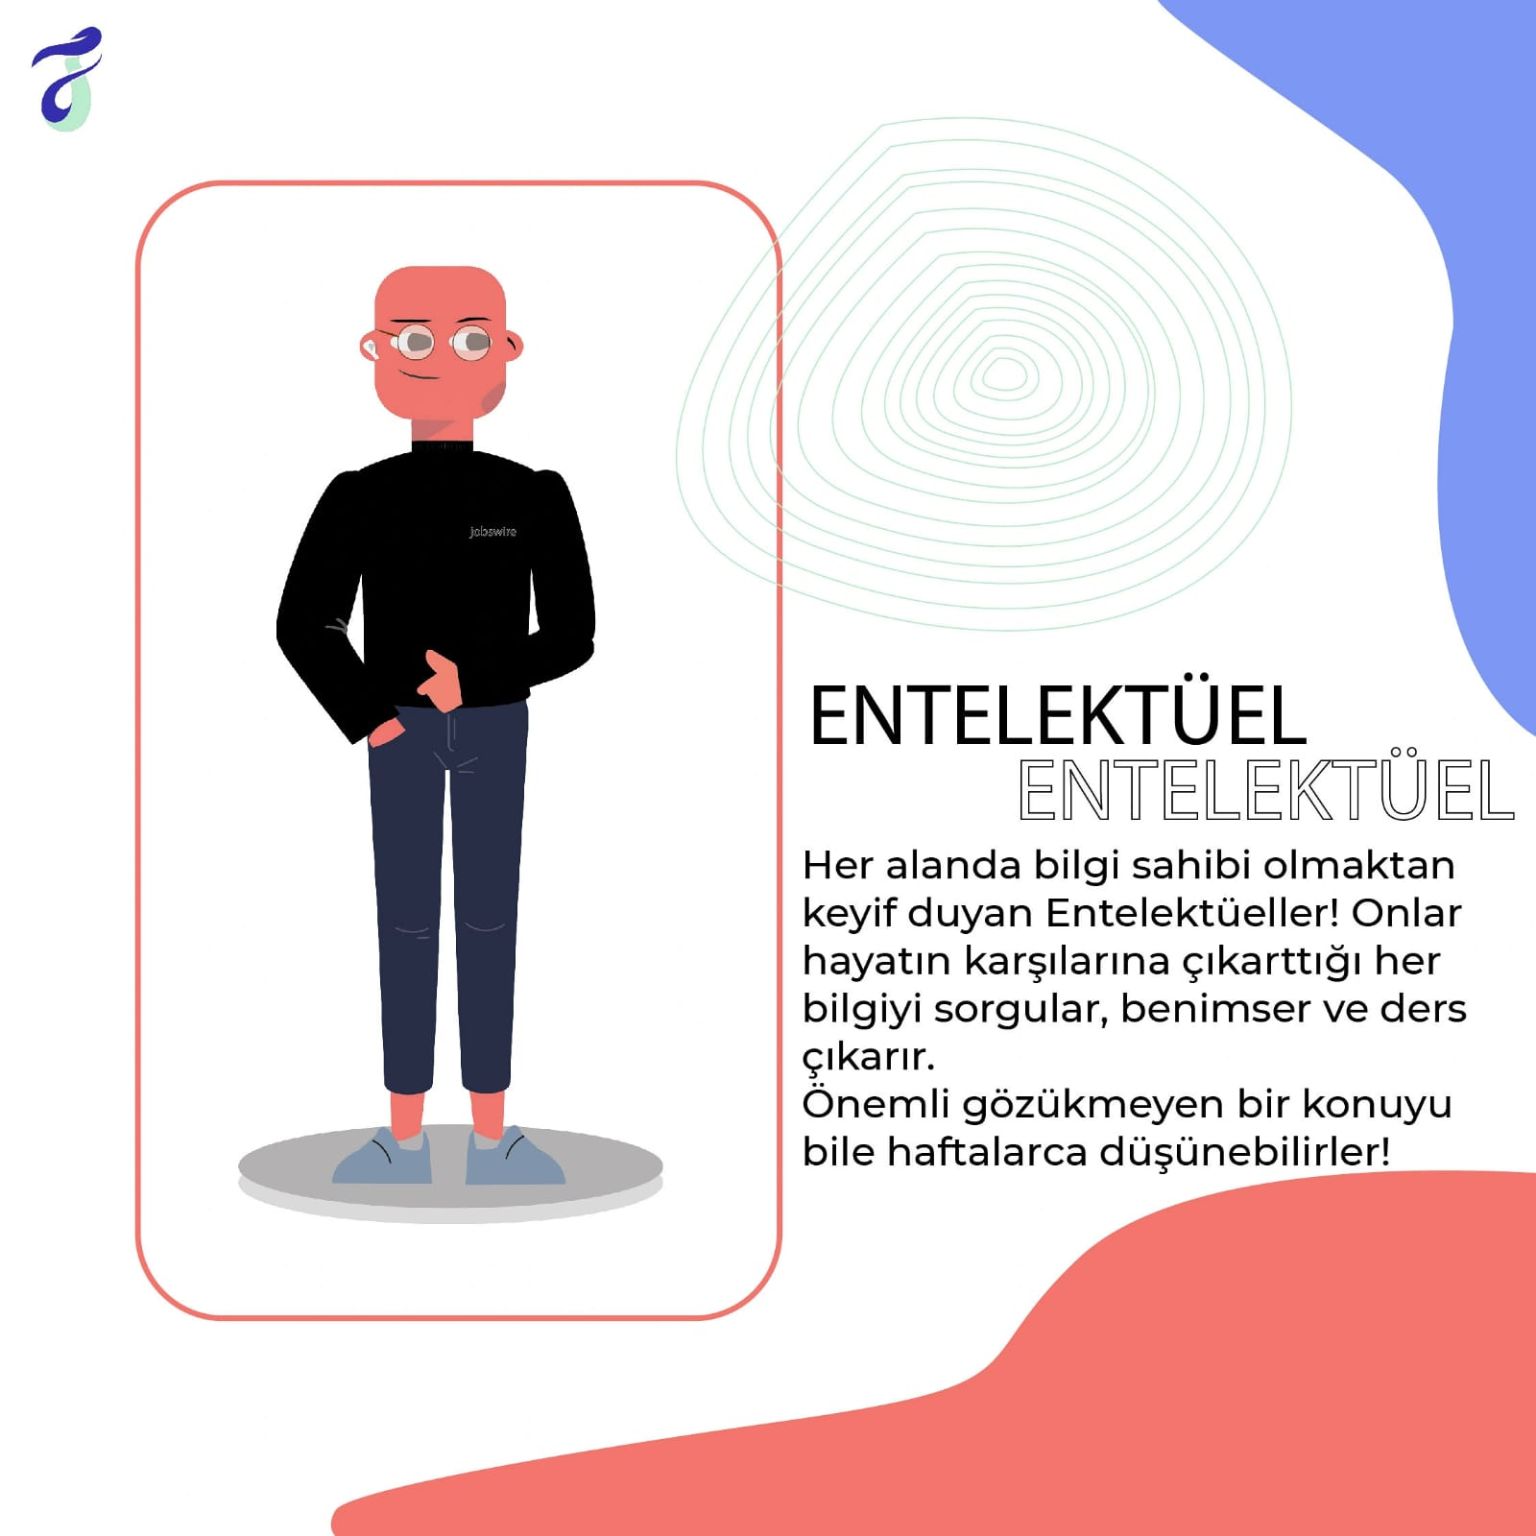 jobswire
ENTELEKTÜEL
ENTELEKTÜEL
Her alanda bilgi sahibi olmaktan
keyif duyan Entelektüeller! Onlar
hayatın karşılarına çıkarttığı her
bilgiyi sorgular, benimser ve ders
çıkarır.
Önemli gözükmeyen bir konuyu
bile haftalarca düşünebilirler!